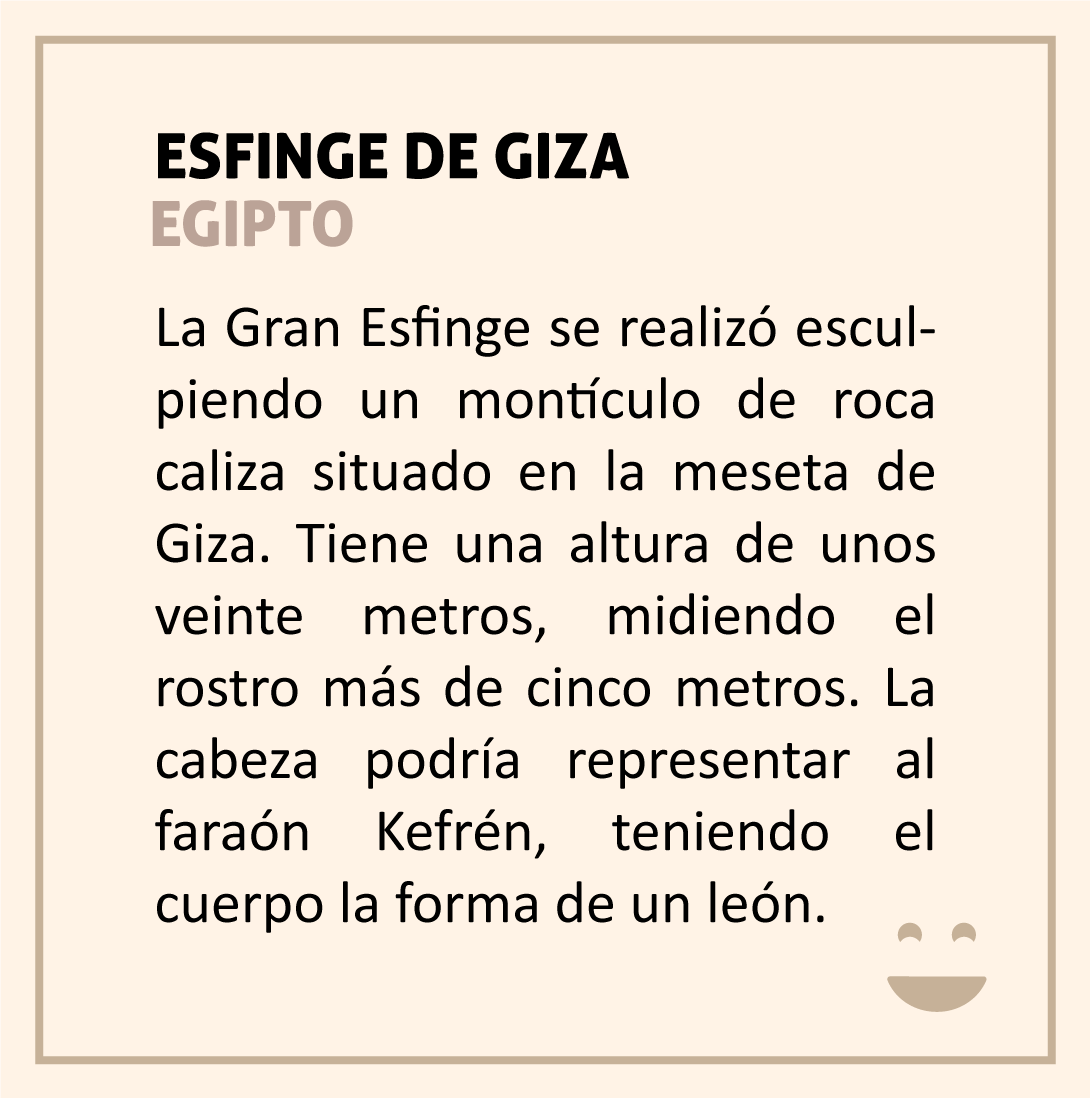 ESFINGE DE GIZA
EGIPTO
La Gran Esfinge se realizó escul-
piendo un montículo de roca
caliza situado en la meseta de
Giza. Tiene una altura de unos
veinte metros, midiendo el
rostro más de cinco metros. La
cabeza podría representar al
faraón Kefrén, teniendo el
cuerpo la forma de un león.